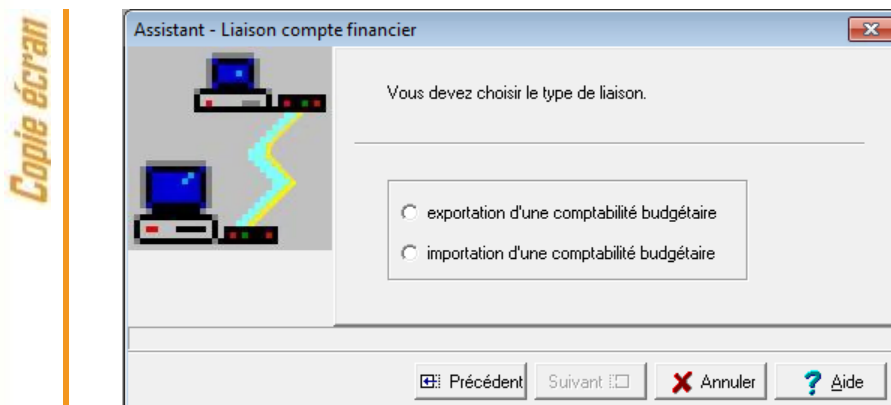 Copie écran
Assistant - Liaison compte financier
Vous devez choisir le type de liaison.
exportation d'une comptabilité budgétaire
importation d'une comptabilité budgétaire
Précédent Suivant Annuler Aide